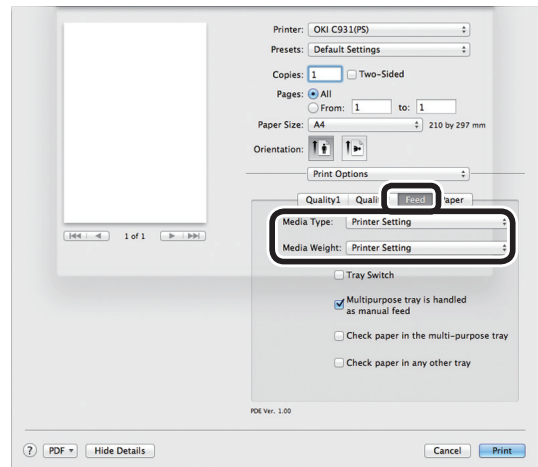 Printer: OKI C931(PS)
Presets: Default Settings
Copies: 1 Two-Sided
Pages: All
From: 1 to: 1
Paper Size: A4 210 by 297 mm
Orientation:
Print Options
Quality1 Quali Feed Paper
Media Type: Printer Setting
1 of 1
Media Weight: Printer Setting
Tray Switch
Multipurpose tray is handled
as manual feed
Check paper in the multi-purpose tray
Check paper in any other tray
PDE Ver. 1.00
? PDF Hide Details Cancel Print